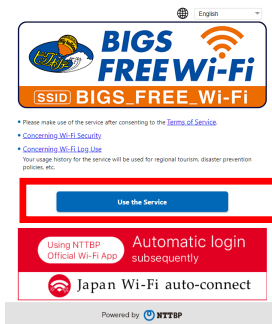 English
BIGS
FREE Wi-Fi
SSID BIGS_FREE_Wi-Fi
Please make use of the service after consenting to the Terms of Service.
Concerning Wi-Fi Security
Concerning Wi-Fi Log Use
Your usage history for the service will be used for regional tourism, disaster prevention
policies, etc.
Use the Service
Using NTTBP
Official Wi-Fi App
Automatic login
subsequently
Japan Wi-Fi auto-connect
Powered by NTTBP